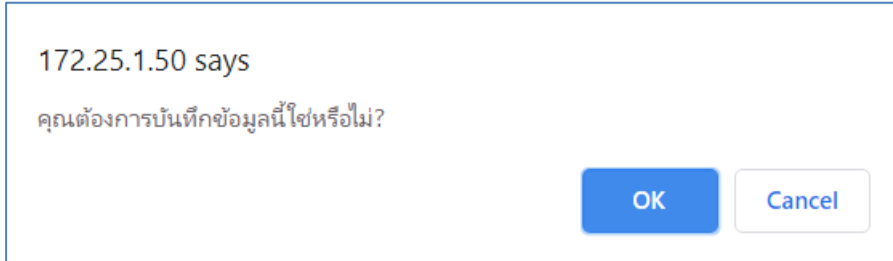 172.25.1.50 says
คุณต้องการบันทึกข้อมูลนี้ใช่หรือไม่?
OK Cancel